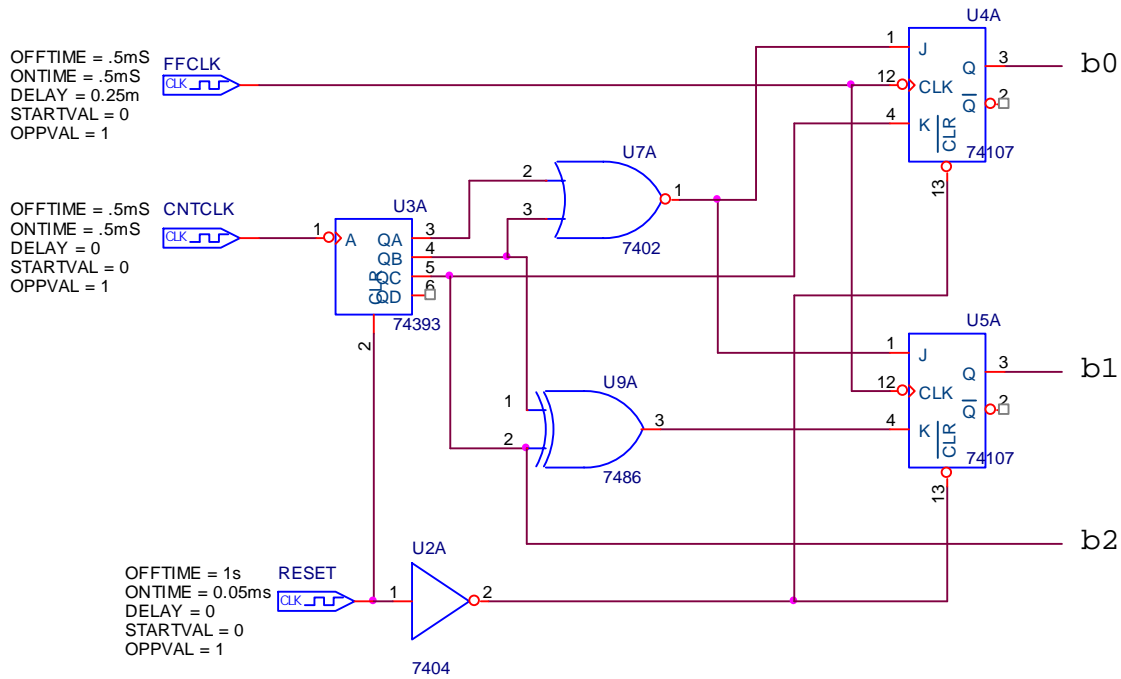 OFFTIME = .5mS
ONTIME = .5mS
DELAY = 0.25m
STARTVAL = 0
OPPVAL = 1
FFCLK
CLK
OFFTIME = .5mS
ONTIME = .5mS
DELAY = 0
STARTVAL = 0
OPPVAL = 1
CNTCLK
CLK
1
U3A
A
QA
QB
QC
QD
CLR
3
4
5
6
2
74393
U7A
2
3
1
7402
U9A
1
2
3
7486
U4A
1
J
12
CLK
4
K
CLR
Q
3
Q
2
74107
13
b0
U5A
1
J
12
CLK
4
K
CLR
Q
3
Q
2
74107
13
b1
b2
OFFTIME = 1s
ONTIME = 0.05ms
DELAY = 0
STARTVAL = 0
OPPVAL = 1
RESET
CLK
U2A
1
2
7404